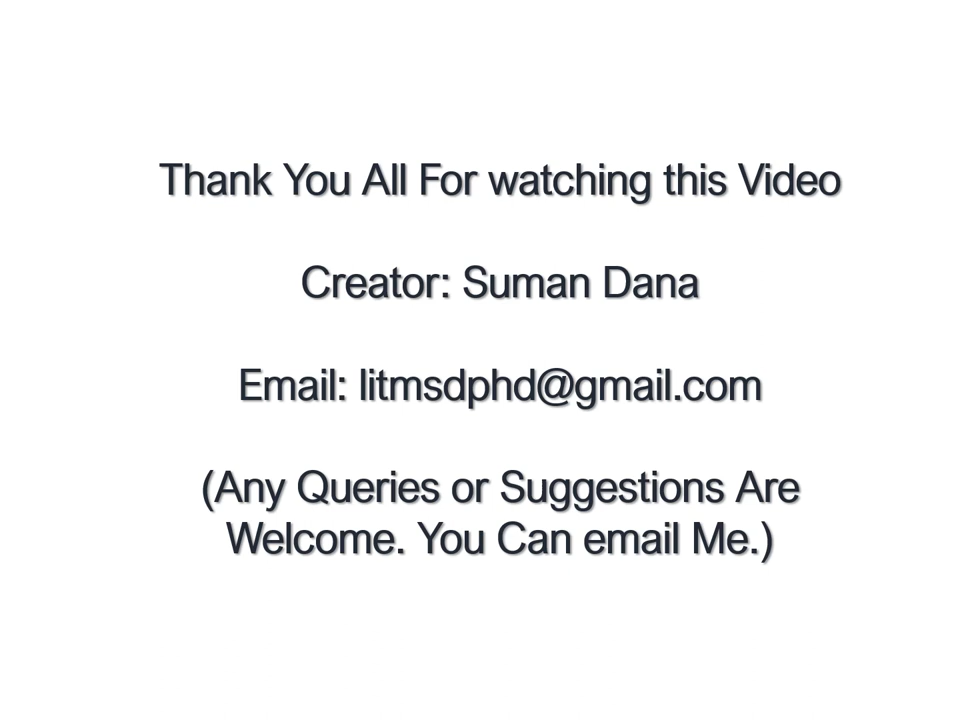 Thank You All For watching this Video
Creator: Suman Dana
Email: litmsdphd@gmail.com
(Any Queries or Suggestions Are
Welcome. You Can email Me.)